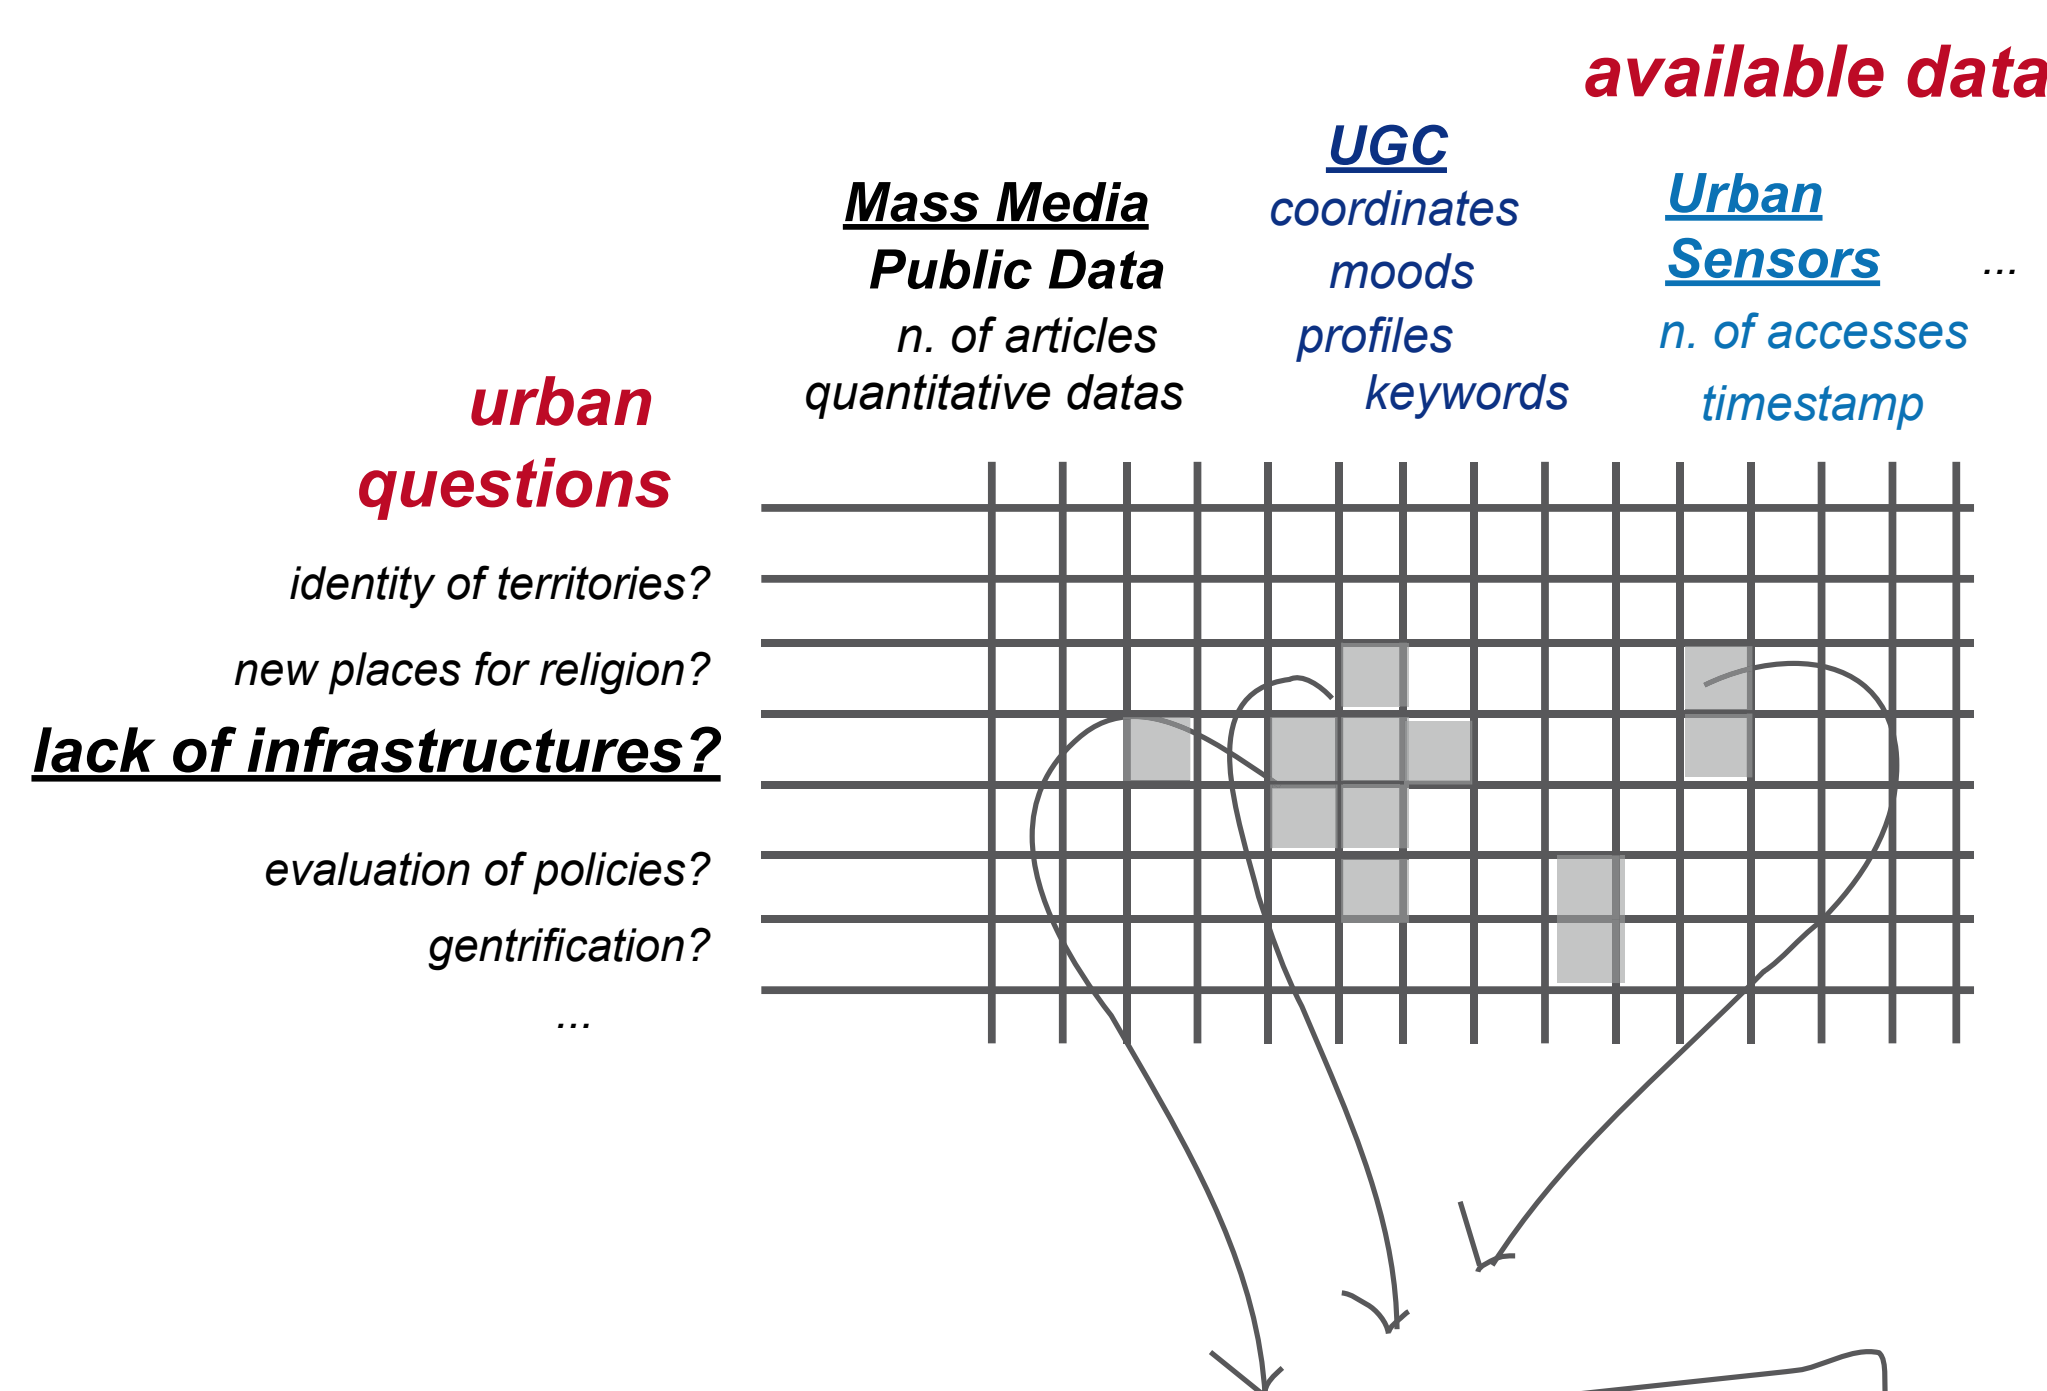 available data
UGC
coordinates
moods
profiles
keywords
Mass Media
Public Data
n. of articles
quantitative datas
Urban
Sensors
...
n. of accesses
timestamp
urban
questions
identity of territories?
new places for religion?
lack of infrastructures?
evaluation of policies?
gentrification?
...